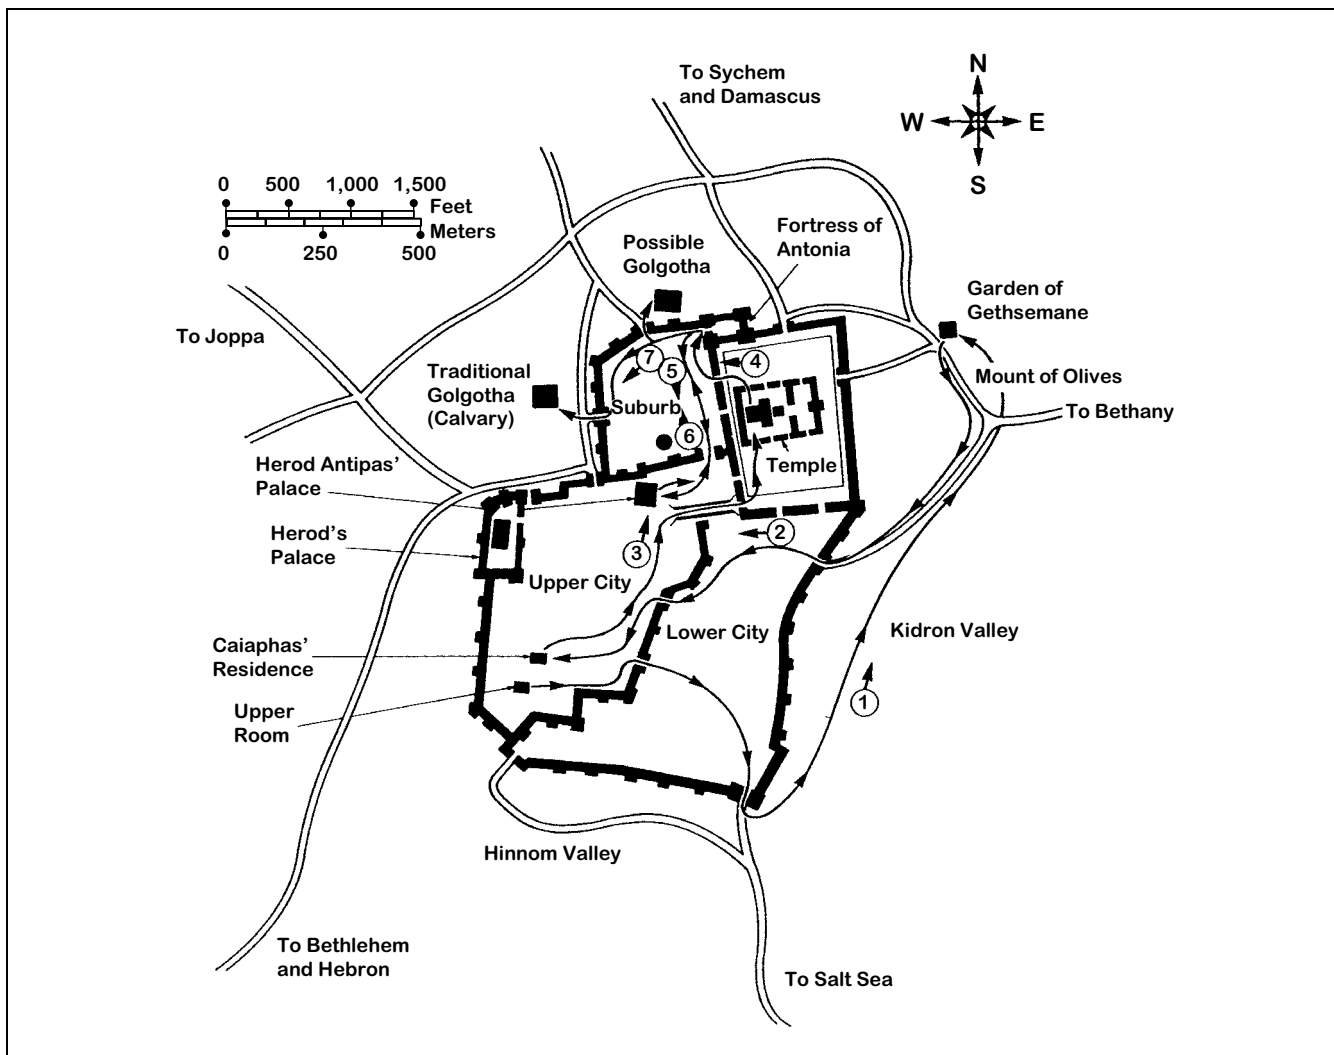 To Sychem
and Damascus
N
W
E
S
0 500 1,000 1,500
Feet
Meters
0 250 500
Possible
Golgotha
Fortress of
Antonia
Garden of
Gethsemane
To Joppa
Traditional
Golgotha
(Calvary)
7
5
4
Mount of Olives
Suburb
To Bethany
6
Herod Antipas’
Palace
Temple
Herod's
Palace
3
2
Upper City
Lower City
Kidron Valley
Caiaphas’
Residence
1
Upper
Room
Hinnom Valley
To Bethlehem
and Hebron
To Salt Sea